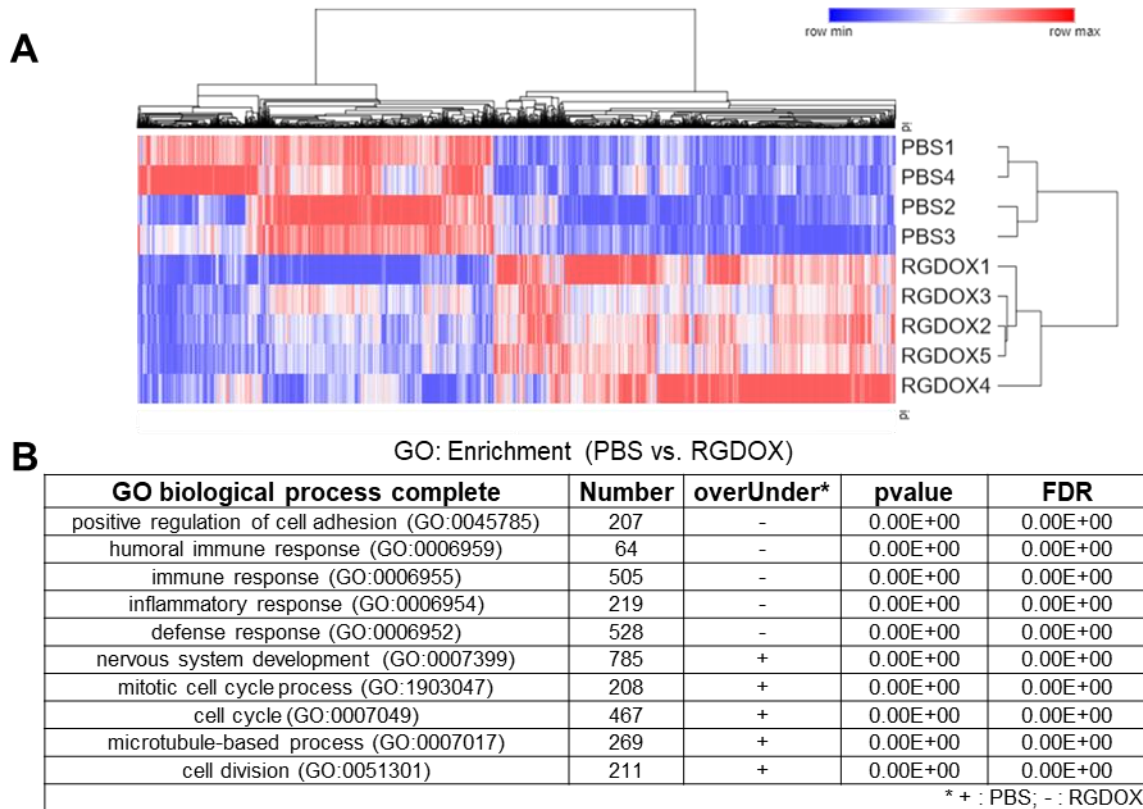 A
row min row max
id
PBS1
PBS4
PBS2
PBS3
RGDOX1
RGDOX3
RGDOX2
RGDOX5
RGDOX4
id
B
GO: Enrichment (PBS vs. RGDOX)
GO biological process complete Number overUnder* pvalue FDR
positive regulation of cell adhesion (GO:0045785) 207 - 0.00E+00 0.00E+00
humoral immune response (GO:0006959) 64 - 0.00E+00 0.00E+00
immune response (GO:0006955) 505 - 0.00E+00 0.00E+00
inflammatory response (GO:0006954) 219 - 0.00E+00 0.00E+00
defense response (GO:0006952) 528 - 0.00E+00 0.00E+00
nervous system development (GO:0007399) 785 + 0.00E+00 0.00E+00
mitotic cell cycle process (GO:1903047) 208 + 0.00E+00 0.00E+00
cell cycle (GO:0007049) 467 + 0.00E+00 0.00E+00
microtubule-based process (GO:0007017) 269 + 0.00E+00 0.00E+00
cell division (GO:0051301) 211 + 0.00E+00 0.00E+00
* + : PBS; - : RGDOX